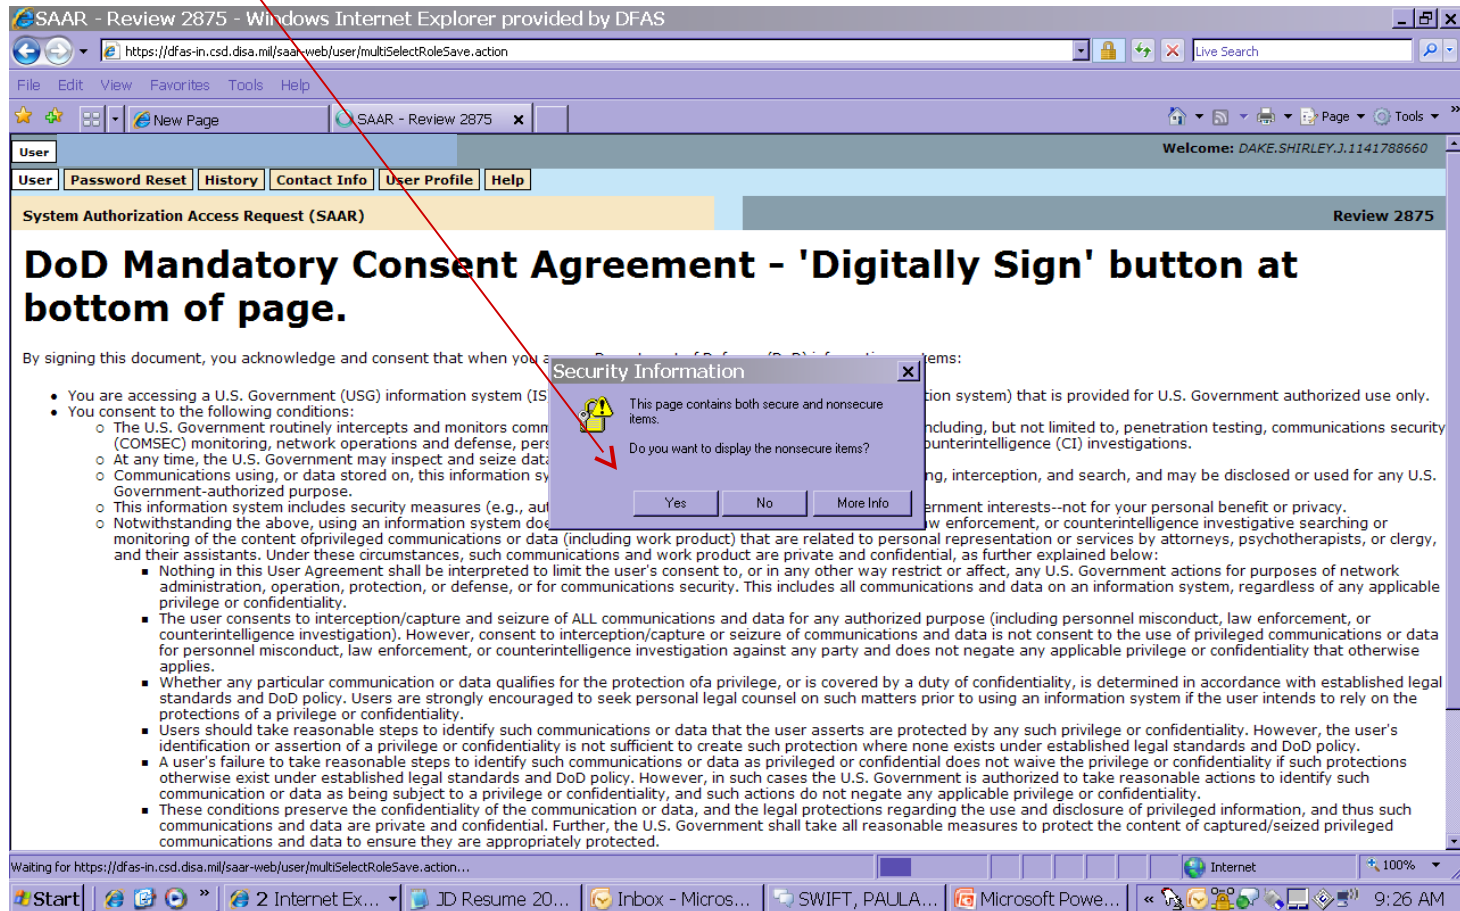 SAAR - Review 2875 - Windows Internet Explorer provided by DFAS
https://dfas-in.csd.disa.mil/saar-web/user/multiSelectRoleSave.action
Live Search
File Edit View Favorites Tools Help
New Page
SAAR - Review 2875
Page
Tools
User
Welcome: DAKE.SHIRLEY.J.1141788660
User Password Reset History Contact Info User Profile Help
System Authorization Access Request (SAAR)
Review 2875
DoD Mandatory Consent Agreement - 'Digitally Sign' button at
bottom of page.
By signing this document, you acknowledge and consent that when you
Security Information
This page contains both secure and nonsecure
items.
Do you want to display the nonsecure items?
Yes No More Info
You are accessing a U.S. Government (USG) information system (IS
tion system) that is provided for U.S. Government authorized use only.
You consent to the following conditions:
The U.S. Government routinely intercepts and monitors comm
ncluding, but not limited to, penetration testing, communications security
(COMSEC) monitoring, network operations and defense, pers
ounterintelligence (CI) investigations.
At any time, the U.S. Government may inspect and seize data
Communications using, or data stored on, this information sy
ng, interception, and search, and may be disclosed or used for any U.S.
Government-authorized purpose.
This information system includes security measures (e.g., aut
ernment interests--not for your personal benefit or privacy.
Notwithstanding the above, using an information system doe
w enforcement, or counterintelligence investigative searching or
monitoring of the content ofprivileged communications or data (including work product) that are related to personal representation or services by attorneys, psychotherapists, or clergy,
and their assistants. Under these circumstances, such communications and work product are private and confidential, as further explained below:
Nothing in this User Agreement shall be interpreted to limit the user's consent to, or in any other way restrict or affect, any U.S. Government actions for purposes of network
administration, operation, protection, or defense, or for communications security. This includes all communications and data on an information system, regardless of any applicable
privilege or confidentiality.
The user consents to interception/capture and seizure of ALL communications and data for any authorized purpose (including personnel misconduct, law enforcement, or
counterintelligence investigation). However, consent to interception/capture or seizure of communications and data is not consent to the use of privileged communications or data
for personnel misconduct, law enforcement, or counterintelligence investigation against any party and does not negate any applicable privilege or confidentiality that otherwise
applies.
Whether any particular communication or data qualifies for the protection ofa privilege, or is covered by a duty of confidentiality, is determined in accordance with established legal
standards and DoD policy. Users are strongly encouraged to seek personal legal counsel on such matters prior to using an information system if the user intends to rely on the
protections of a privilege or confidentiality.
Users should take reasonable steps to identify such communications or data that the user asserts are protected by any such privilege or confidentiality. However, the user's
identification or assertion of a privilege or confidentiality is not sufficient to create such protection where none exists under established legal standards and DoD policy.
A user's failure to take reasonable steps to identify such communications or data as privileged or confidential does not waive the privilege or confidentiality if such protections
otherwise exist under established legal standards and DoD policy. However, in such cases the U.S. Government is authorized to take reasonable actions to identify such
communication or data as being subject to a privilege or confidentiality, and such actions do not negate any applicable privilege or confidentiality.
These conditions preserve the confidentiality of the communication or data, and the legal protections regarding the use and disclosure of privileged information, and thus such
communications and data are private and confidential. Further, the U.S. Government shall take all reasonable measures to protect the content of captured/seized privileged
communications and data to ensure they are appropriately protected.
Waiting for https://dfas-in.csd.disa.mil/saar-web/user/multiSelectRoleSave.action...
Internet
100%
Start
2 Internet Ex...
JD Resume 20...
Inbox - Micros...
SWIFT, PAULA...
Microsoft Powe...
9:26 AM